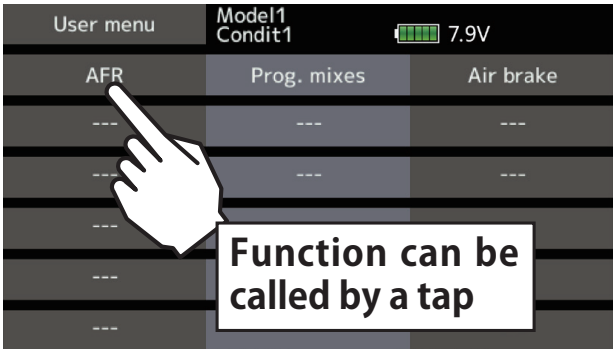 User menu
Model1
Condit1
7.9V
AFR Prog. mixes Air brake
--- --- ---
--- --- ---
---
---
---
Function can be
called by a tap